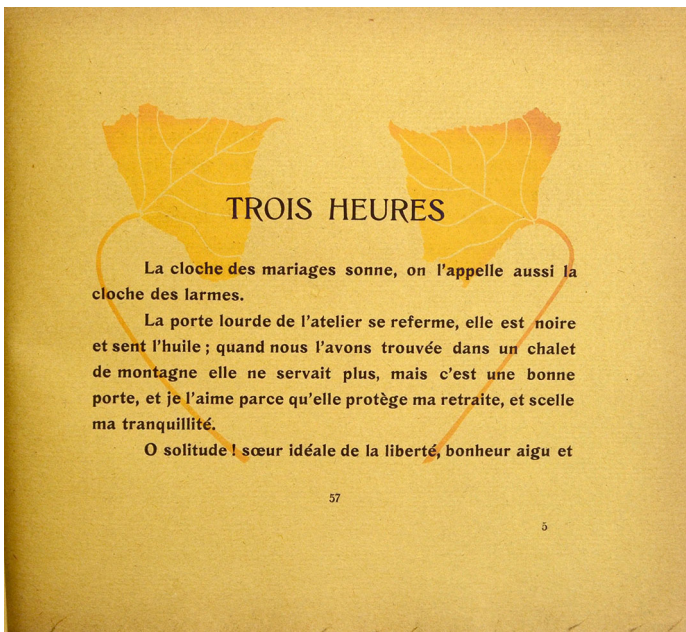 TROIS HEURES
La cloche des mariages sonne, on l'appelle aussi la
cloche des larmes.
La porte lourde de l'atelier se referme, elle est noire
et sent l'huile ; quand nous l'avons trouvée dans un chalet
de montagne elle ne servait plus, mais c'est une bonne
porte, et je l'aime parce qu'elle protège ma retraite, et scelle
ma tranquillité.
O solitude ! sœur idéale de la liberté, bonheur aigu et
57
5